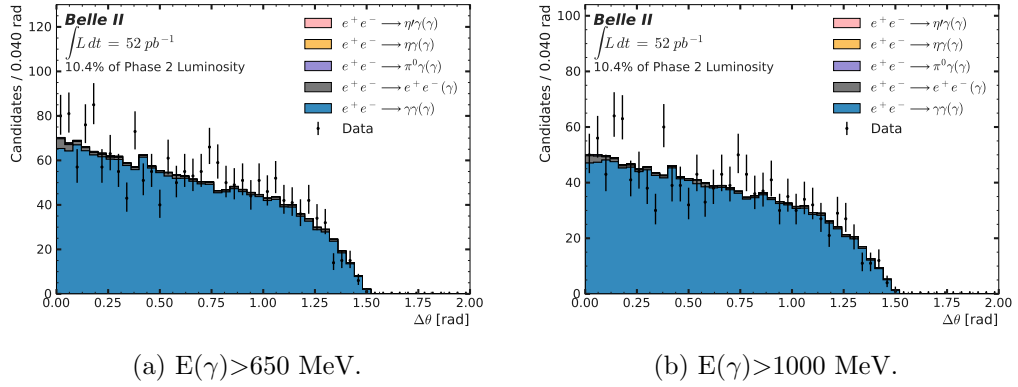 Belle II
∫L dt = 52 pb⁻¹
10.4% of Phase 2 Luminosity
e⁺e⁻→η′γ(γ)
e⁺e⁻→ηγ(γ)
e⁺e⁻→π⁰γ(γ)
e⁺e⁻→e⁺e⁻(γ)
e⁺e⁻→γγ(γ)
Data
Candidates / 0.040 rad
120
100
80
60
40
20
0
0.00 0.25 0.50 0.75 1.00 1.25 1.50 1.75 2.00
Δθ [rad]
(a) E(γ)>650 MeV.
Belle II
∫L dt = 52 pb⁻¹
10.4% of Phase 2 Luminosity
e⁺e⁻→η′γ(γ)
e⁺e⁻→ηγ(γ)
e⁺e⁻→π⁰γ(γ)
e⁺e⁻→e⁺e⁻(γ)
e⁺e⁻→γγ(γ)
Data
Candidates / 0.040 rad
100
80
60
40
20
0
0.00 0.25 0.50 0.75 1.00 1.25 1.50 1.75 2.00
Δθ [rad]
(b) E(γ)>1000 MeV.